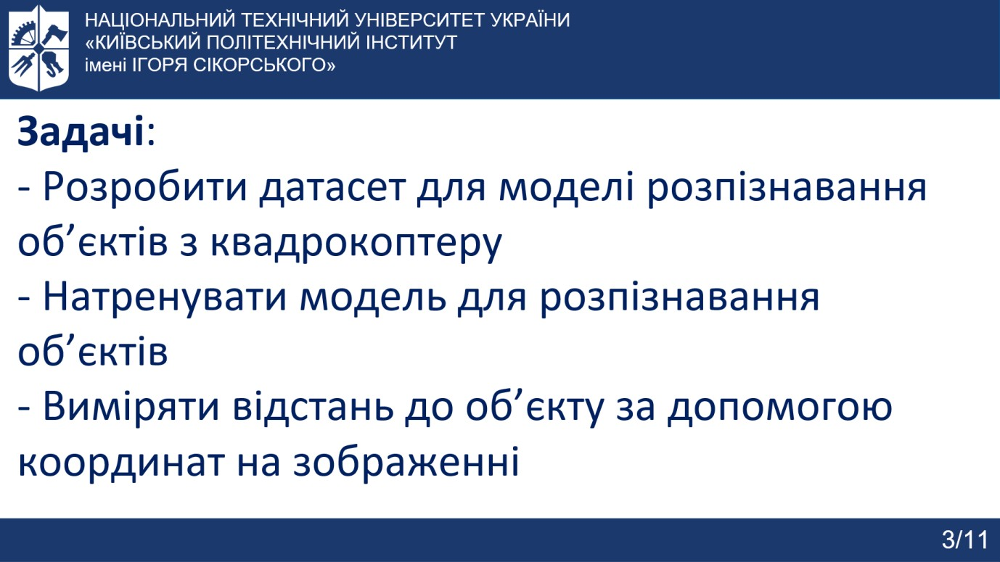 НАЦІОНАЛЬНИЙ ТЕХНІЧНИЙ УНІВЕРСИТЕТ УКРАЇНИ
«КИЇВСЬКИЙ ПОЛІТЕХНІЧНИЙ ІНСТИТУТ
імені ІГОРЯ СІКОРСЬКОГО»
Задачі:
- Розробити датасет для моделі розпізнавання
об’єктів з квадрокоптеру
- Натренувати модель для розпізнавання
об’єктів
- Виміряти відстань до об’єкту за допомогою
координат на зображенні
3/11